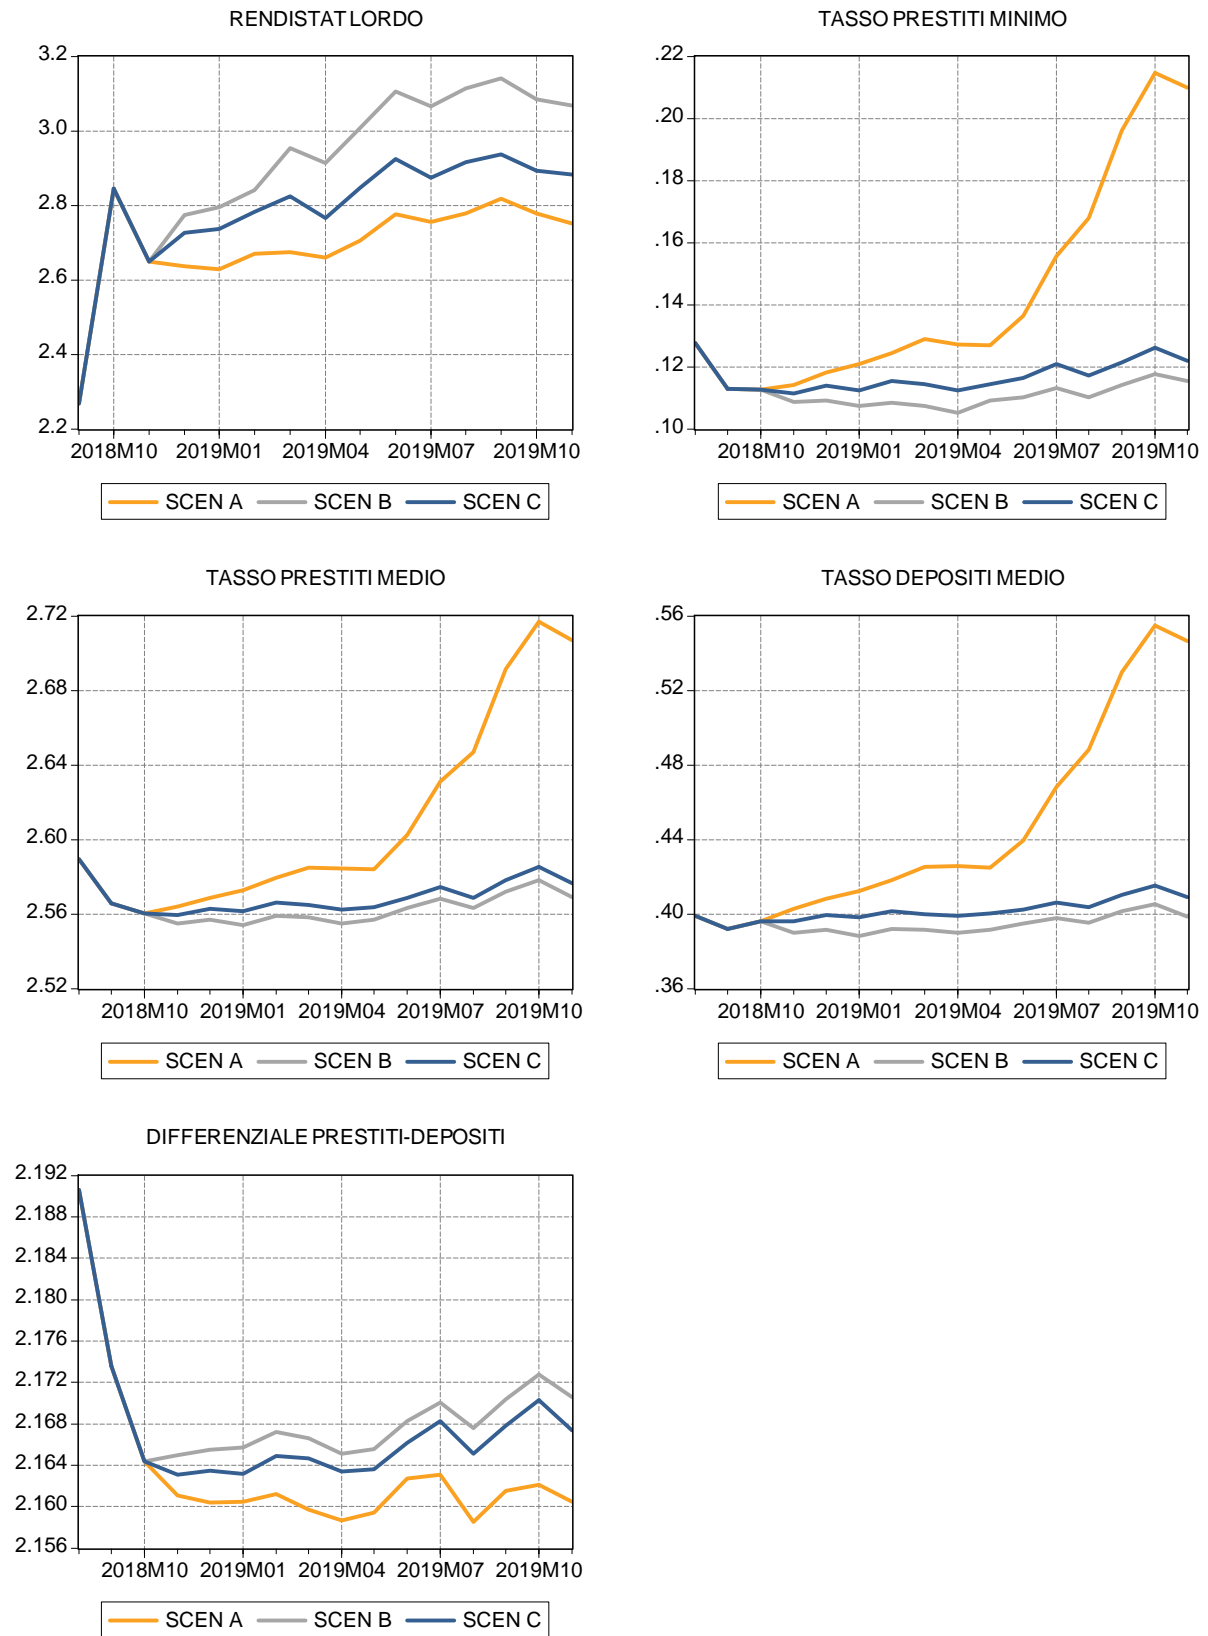 RENDISTAT LORDO
3.2
3.0
2.8
2.6
2.4
2.2
2018M10 2019M01 2019M04 2019M07 2019M10
SCEN A SCEN B SCEN C
TASSO PRESTITI MINIMO
.22
.20
.18
.16
.14
.12
.10
2018M10 2019M01 2019M04 2019M07 2019M10
SCEN A SCEN B SCEN C
TASSO PRESTITI MEDIO
2.72
2.68
2.64
2.60
2.56
2.52
2018M10 2019M01 2019M04 2019M07 2019M10
SCEN A SCEN B SCEN C
TASSO DEPOSITI MEDIO
.56
.52
.48
.44
.40
.36
2018M10 2019M01 2019M04 2019M07 2019M10
SCEN A SCEN B SCEN C
DIFFERENZIALE PRESTITI-DEPOSITI
2.192
2.188
2.184
2.180
2.176
2.172
2.168
2.164
2.160
2.156
2018M10 2019M01 2019M04 2019M07 2019M10
SCEN A SCEN B SCEN C